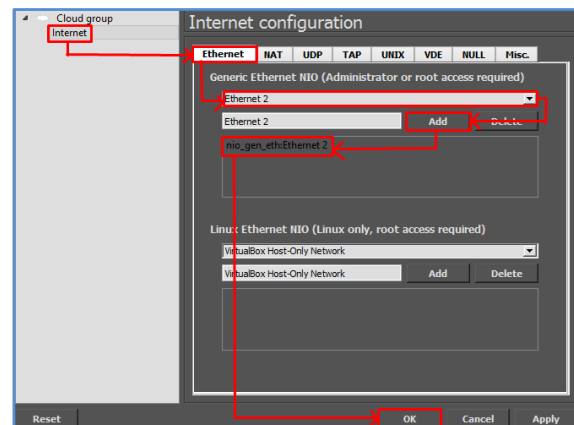 Cloud group
Internet
Internet configuration
Ethernet NAT UDP TAP UNIX VDE NULL Misc.
Generic Ethernet NIO (Administrator or root access required)
Ethernet 2
Ethernet 2 Add Delete
nio_gen_eth:Ethernet 2
Linux Ethernet NIO (Linux only, root access required)
VirtualBox Host-Only Network
VirtualBox Host-Only Network Add Delete
Reset OK Cancel Apply